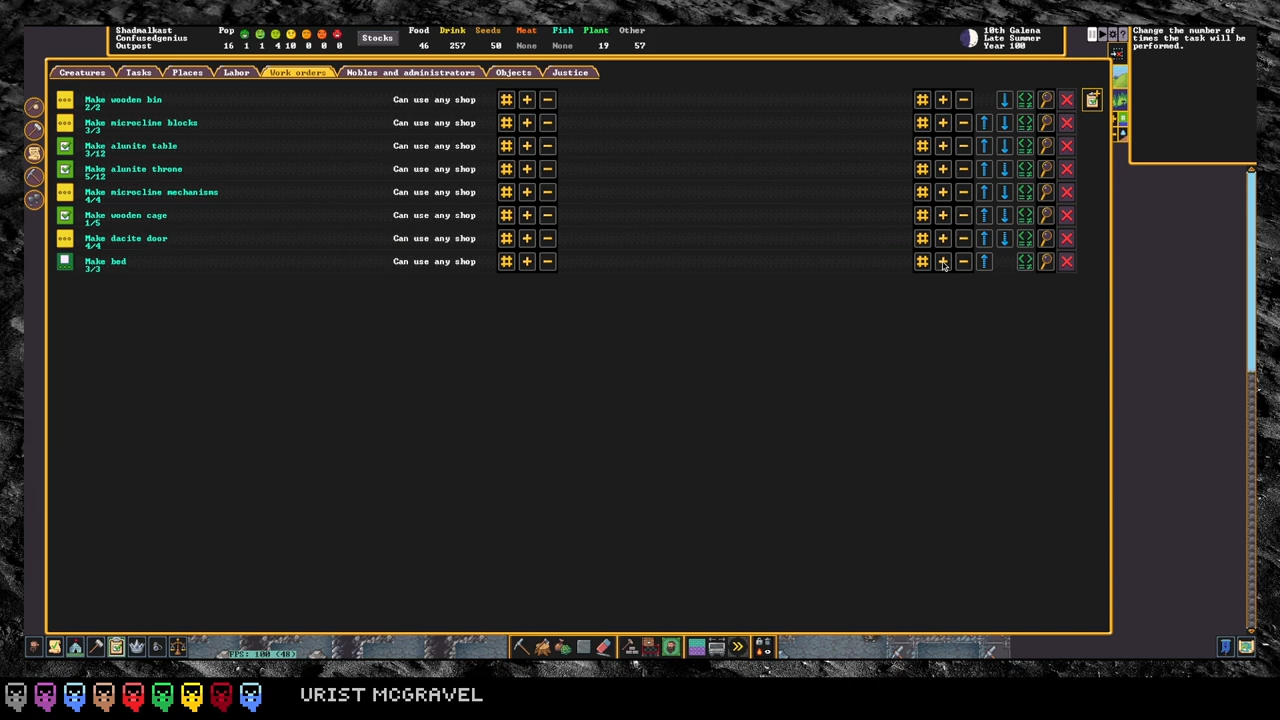 Shadmalkast
Confusedgenius
Outpost
Pop
16 1 1 4 10 0 0 0
Stocks
Food Drink Seeds Meat Fish Plant Other
46 257 50 None None 19 57
10th Galena
Late Summer
Year 100
Change the number of
times the task will be
performed.
Creatures Tasks Places Labor Work orders Nobles and administrators Objects Justice
Make wooden bin Can use any shop
2/2
Make microcline blocks Can use any shop
3/3
Make alunite table Can use any shop
3/12
Make alunite throne Can use any shop
5/12
Make microcline mechanisms Can use any shop
4/4
Make wooden cage Can use any shop
1/5
Make dacite door Can use any shop
4/4
Make bed Can use any shop
3/3
FPS: 100 (48)
URIST MCGRAVEL